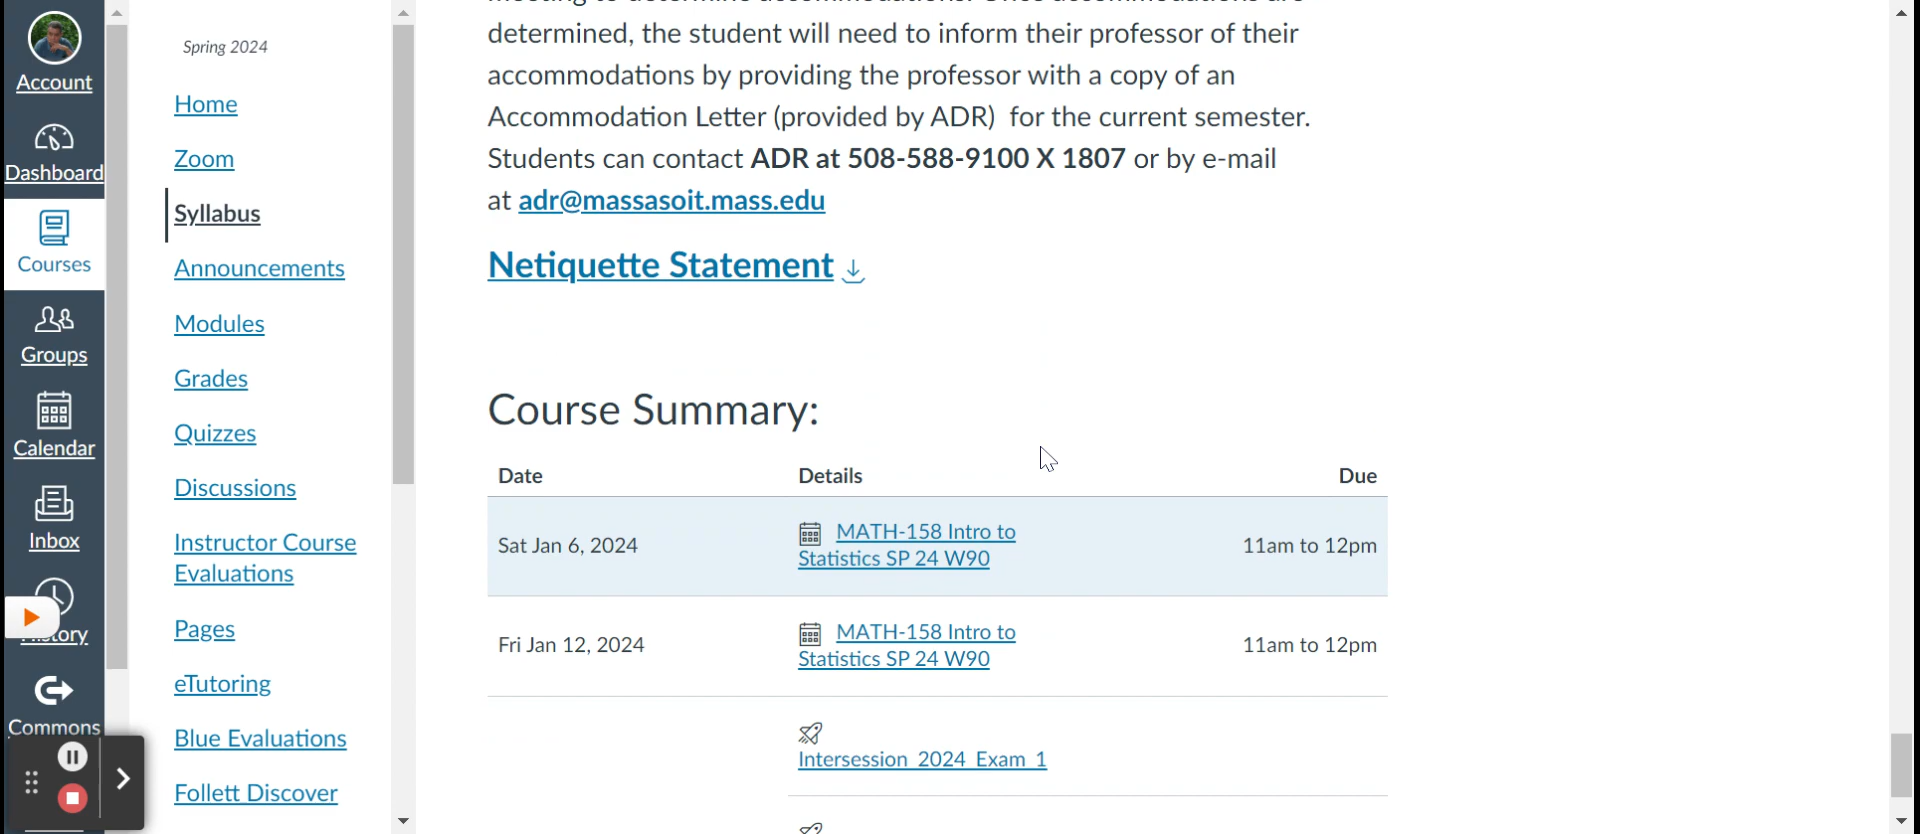 Account
Dashboard
Courses
Groups
Calendar
Inbox
Commons
Spring 2024
Home
Zoom
Syllabus
Announcements
Modules
Grades
Quizzes
Discussions
Instructor Course
Evaluations
Pages
eTutoring
Blue Evaluations
Follett Discover
determined, the student will need to inform their professor of their
accommodations by providing the professor with a copy of an
Accommodation Letter (provided by ADR) for the current semester.
Students can contact ADR at 508-588-9100 X 1807 or by e-mail
at adr@massasoit.mass.edu
Netiquette Statement
Course Summary:
Date Details Due
Sat Jan 6, 2024 MATH-158 Intro to
Statistics SP 24 W90 11am to 12pm
Fri Jan 12, 2024 MATH-158 Intro to
Statistics SP 24 W90 11am to 12pm
Intersession_2024_Exam_1